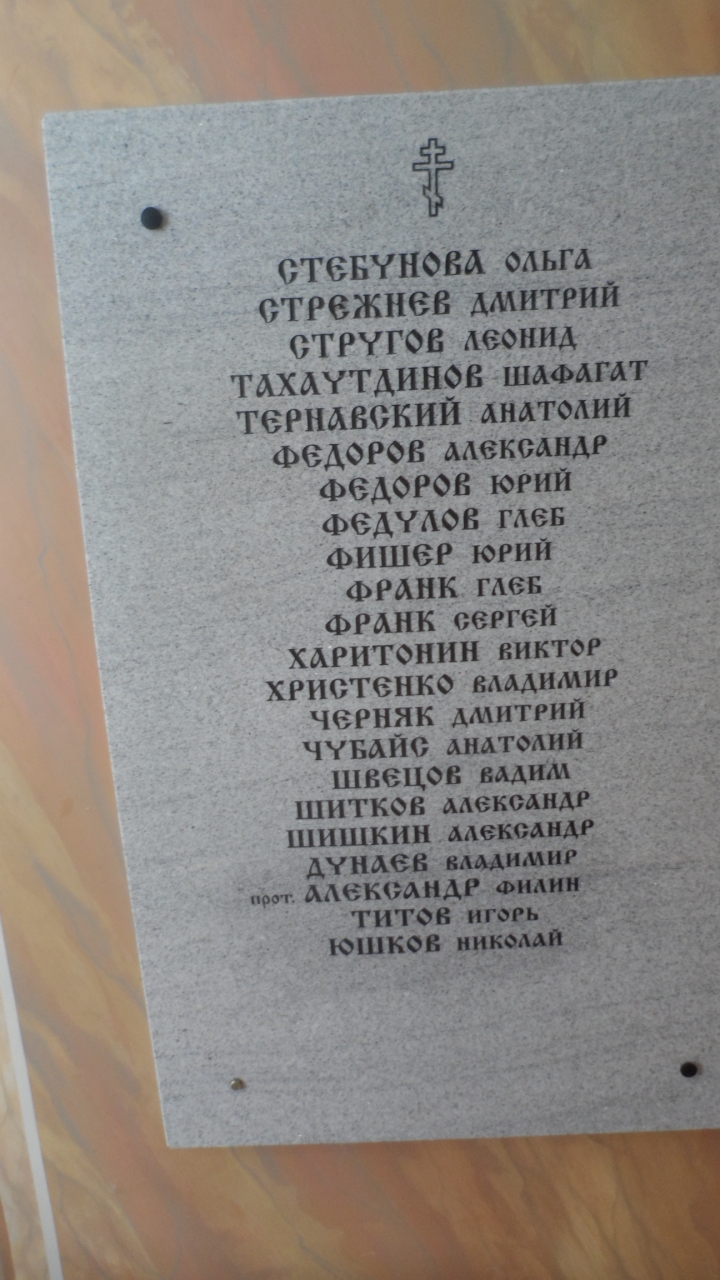 СТЕБУНОВА ОЛЬГА
СТРЕЖНЕВ ДМИТРИЙ
СТРУГОВ ЛЕОНИД
ТАХАУТДИНОВ ШАФАГАТ
ТЕРНАВСКИЙ АНАТОЛИЙ
ФЕДОРОВ АЛЕКСАНДР
ФЕДОРОВ ЮРИЙ
ФЕДУЛОВ ГЛЕБ
ФИШЕР ЮРИЙ
ФРАНК ГЛЕБ
ФРАНК СЕРГЕЙ
ХАРИТОНИН ВИКТОР
ХРИСТЕНКО ВЛАДИМИР
ЧЕРНЯК ДМИТРИЙ
ЧУБАЙС АНАТОЛИЙ
ШВЕЦОВ ВАДИМ
ШИТКОВ АЛЕКСАНДР
ШИШКИН АЛЕКСАНДР
ДУНАЕВ ВЛАДИМИР
прот. АЛЕКСАНДР ФИЛИН
ТИТОВ ИГОРЬ
ЮШКОВ НИКОЛАЙ